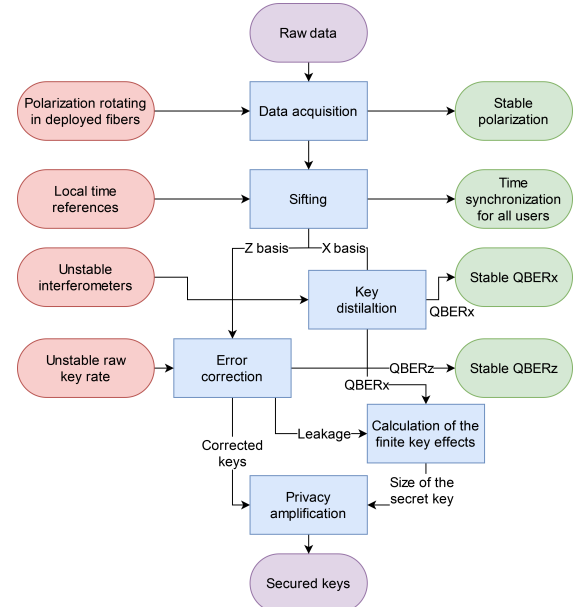 Raw data
Polarization rotating
in deployed fibers
Data acquisition
Stable
polarization
Local time
references
Sifting
Time
synchronization
for all users
Z basis
X basis
Unstable
interferometers
Key
distilaltion
Stable QBERx
QBERx
Unstable raw
key rate
Error
correction
QBERz
Stable QBERz
QBERx
Calculation of the
finite key effects
Leakage
Corrected
keys
Size of the
secret key
Privacy
amplification
Secured keys